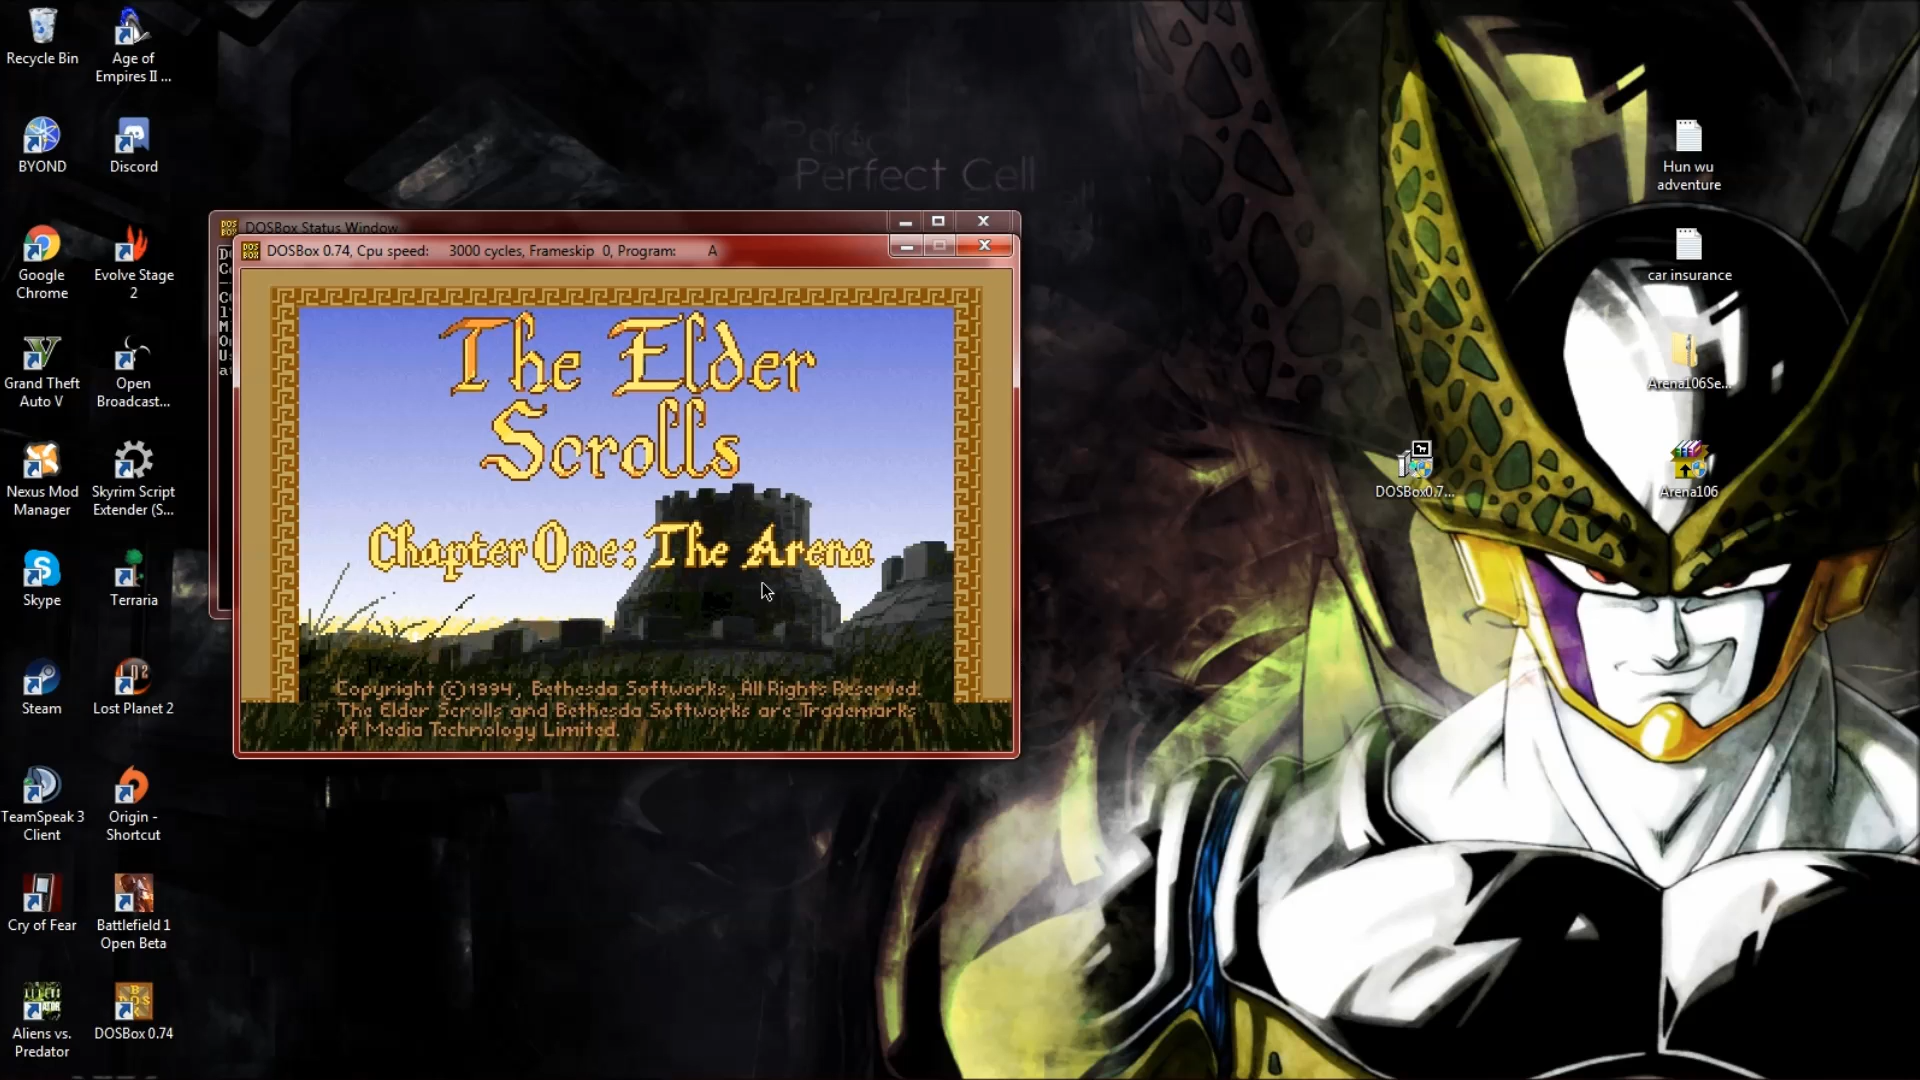 Recycle Bin
Age of
Empires II ...
BYOND
Discord
Google
Chrome
Evolve Stage
2
Grand Theft
Auto V
Open
Broadcast...
Nexus Mod
Manager
Skyrim Script
Extender (S...
Skype
Terraria
Steam
Lost Planet 2
TeamSpeak 3
Client
Origin -
Shortcut
Cry of Fear
Battlefield 1
Open Beta
Aliens vs.
Predator
DOSBox 0.74
Perfect Cell
DOSBox Status Window
DOSBox 0.74, Cpu speed: 3000 cycles, Frameskip 0, Program: A
The Elder
Scrolls
Chapter One: The Arena
Copyright (c)1994, Bethesda Softworks, All Rights Reserved.
The Elder Scrolls and Bethesda Softworks are Trademarks
of Media Technology Limited.
Hun wu
adventure
car insurance
Arena106Se...
DOSBox0.7...
Arena106